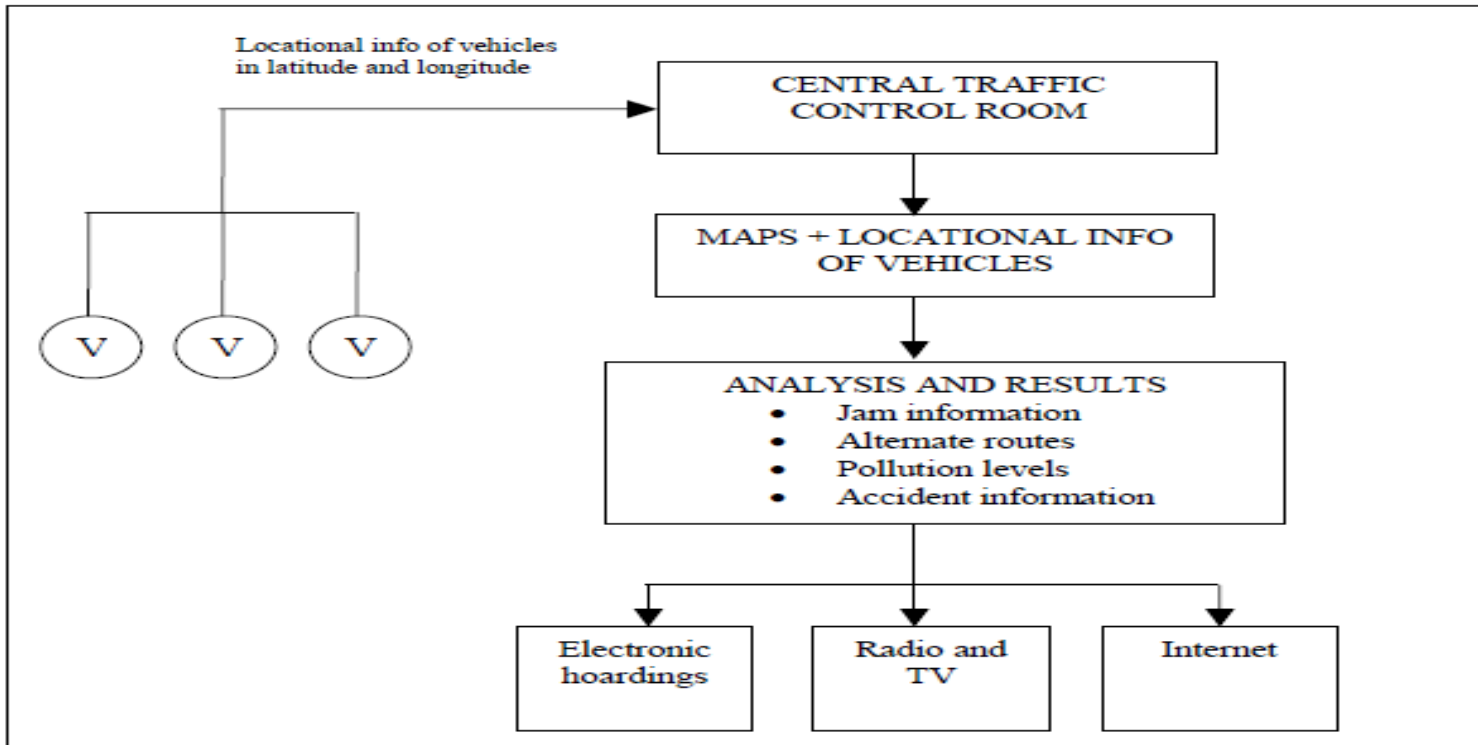 Locational info of vehicles
in latitude and longitude
CENTRAL TRAFFIC
CONTROL ROOM
MAPS + LOCATIONAL INFO
OF VEHICLES
V V V
ANALYSIS AND RESULTS
• Jam information
• Alternate routes
• Pollution levels
• Accident information
Electronic
hoardings
Radio and
TV
Internet